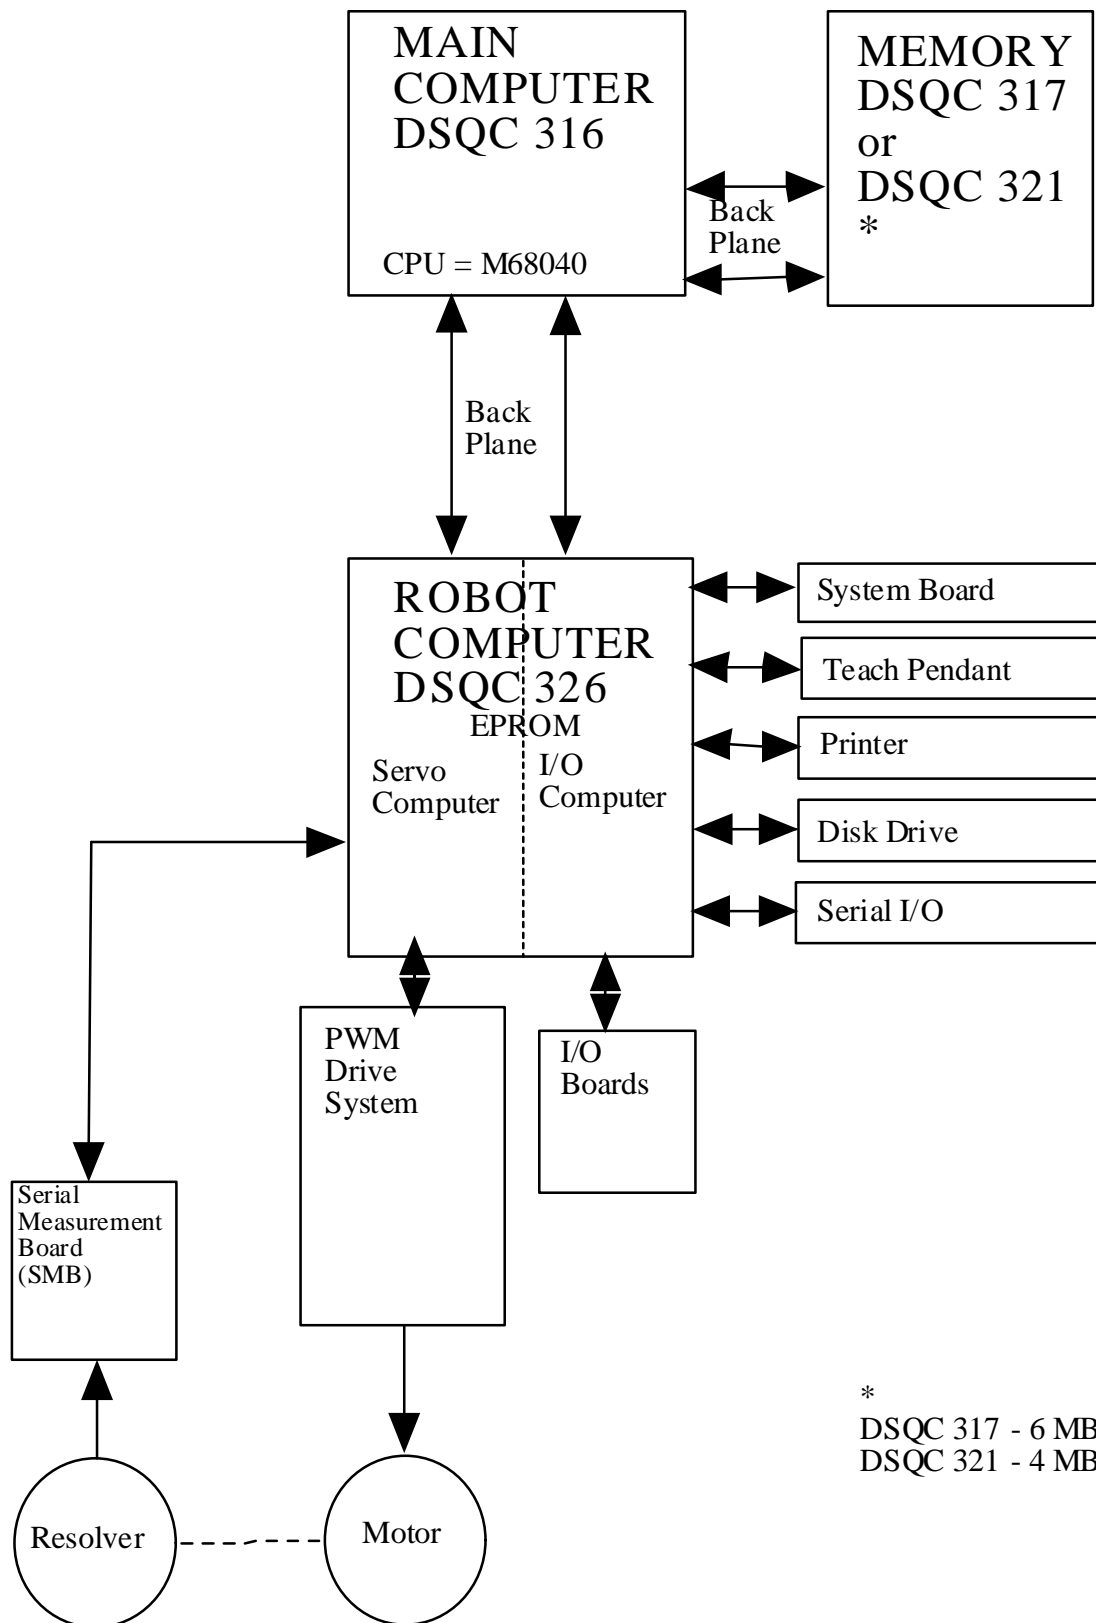 MAIN
COMPUTER
DSQC 316
CPU = M68040
MEMORY
DSQC 317
or
DSQC 321
*
Back
Plane
Back
Plane
ROBOT
COMPUTER
DSQC 326
EPROM
Servo
Computer
I/O
Computer
System Board
Teach Pendant
Printer
Disk Drive
Serial I/O
PWM
Drive
System
I/O
Boards
Serial
Measurement
Board
(SMB)
Resolver
Motor
*
DSQC 317 - 6 MB
DSQC 321 - 4 MB